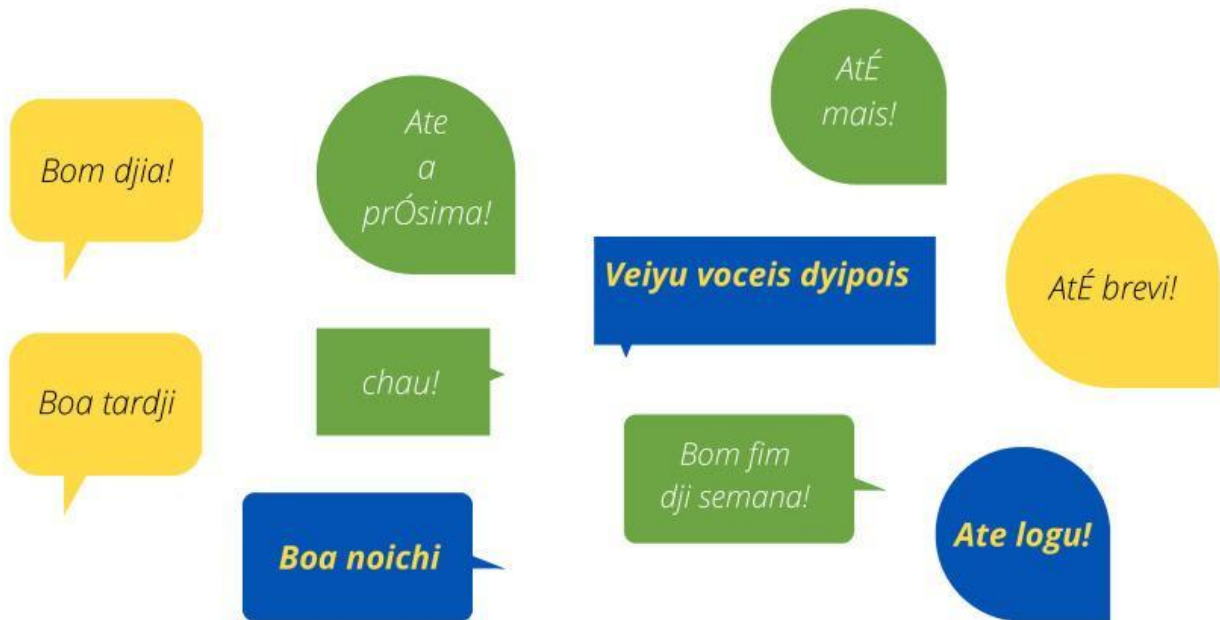 Bom djia!
Ate
a
prÓsima!
AtÉ
mais!
Veiyu voceis dyipois
AtÉ brevi!
Boa tardji
chau!
Bom fim
dji semana!
Boa noichi
Ate logu!